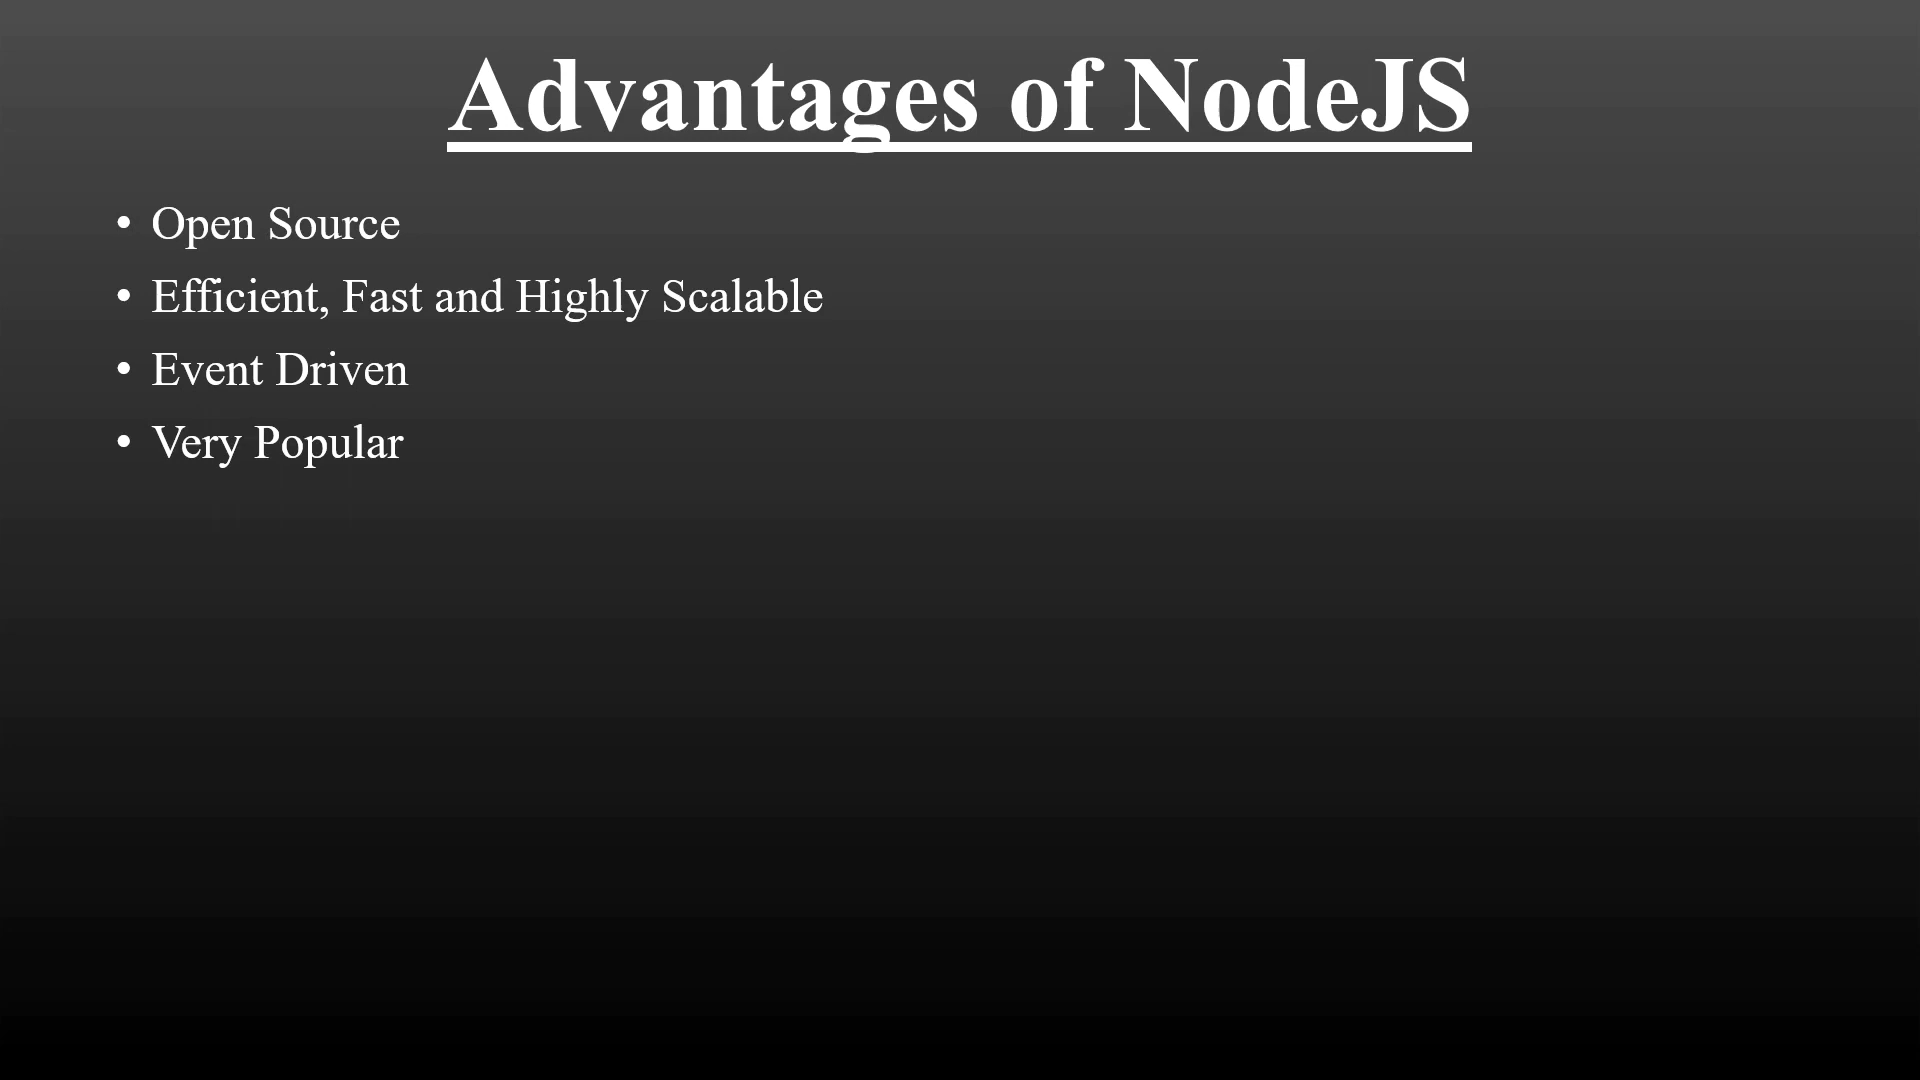 Advantages of NodeJS
• Open Source
• Efficient, Fast and Highly Scalable
• Event Driven
• Very Popular